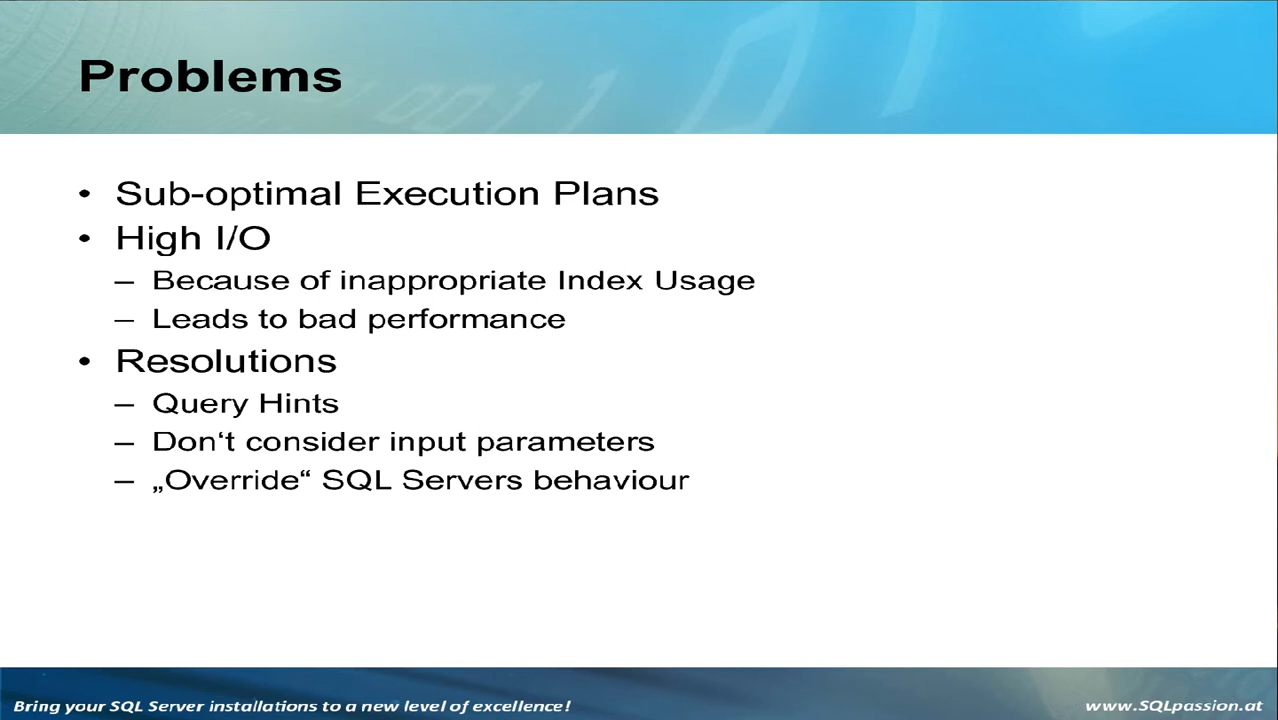 Problems
• Sub-optimal Execution Plans
• High I/O
– Because of inappropriate Index Usage
– Leads to bad performance
• Resolutions
– Query Hints
– Don‘t consider input parameters
– „Override“ SQL Servers behaviour
Bring your SQL Server installations to a new level of excellence!
www.SQLpassion.at